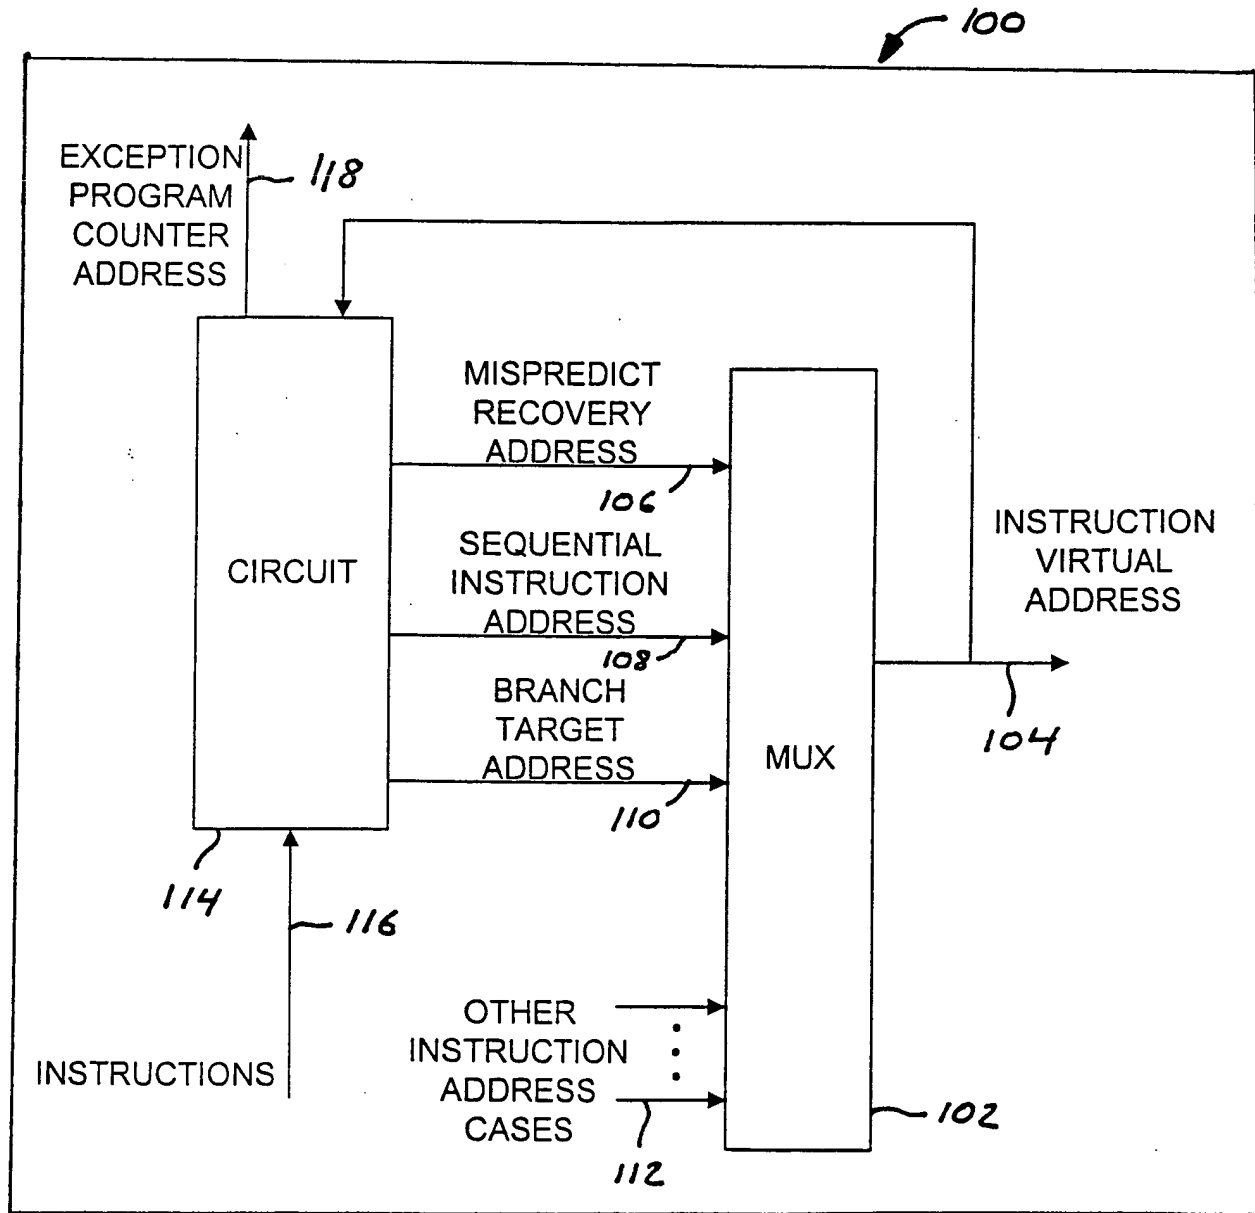 100
EXCEPTION
PROGRAM
COUNTER
ADDRESS
118
MISPREDICT
RECOVERY
ADDRESS
106
CIRCUIT
SEQUENTIAL
INSTRUCTION
ADDRESS
108
BRANCH
TARGET
ADDRESS
110
MUX
INSTRUCTION
VIRTUAL
ADDRESS
104
114
116
INSTRUCTIONS
OTHER
INSTRUCTION
ADDRESS
CASES
112
102